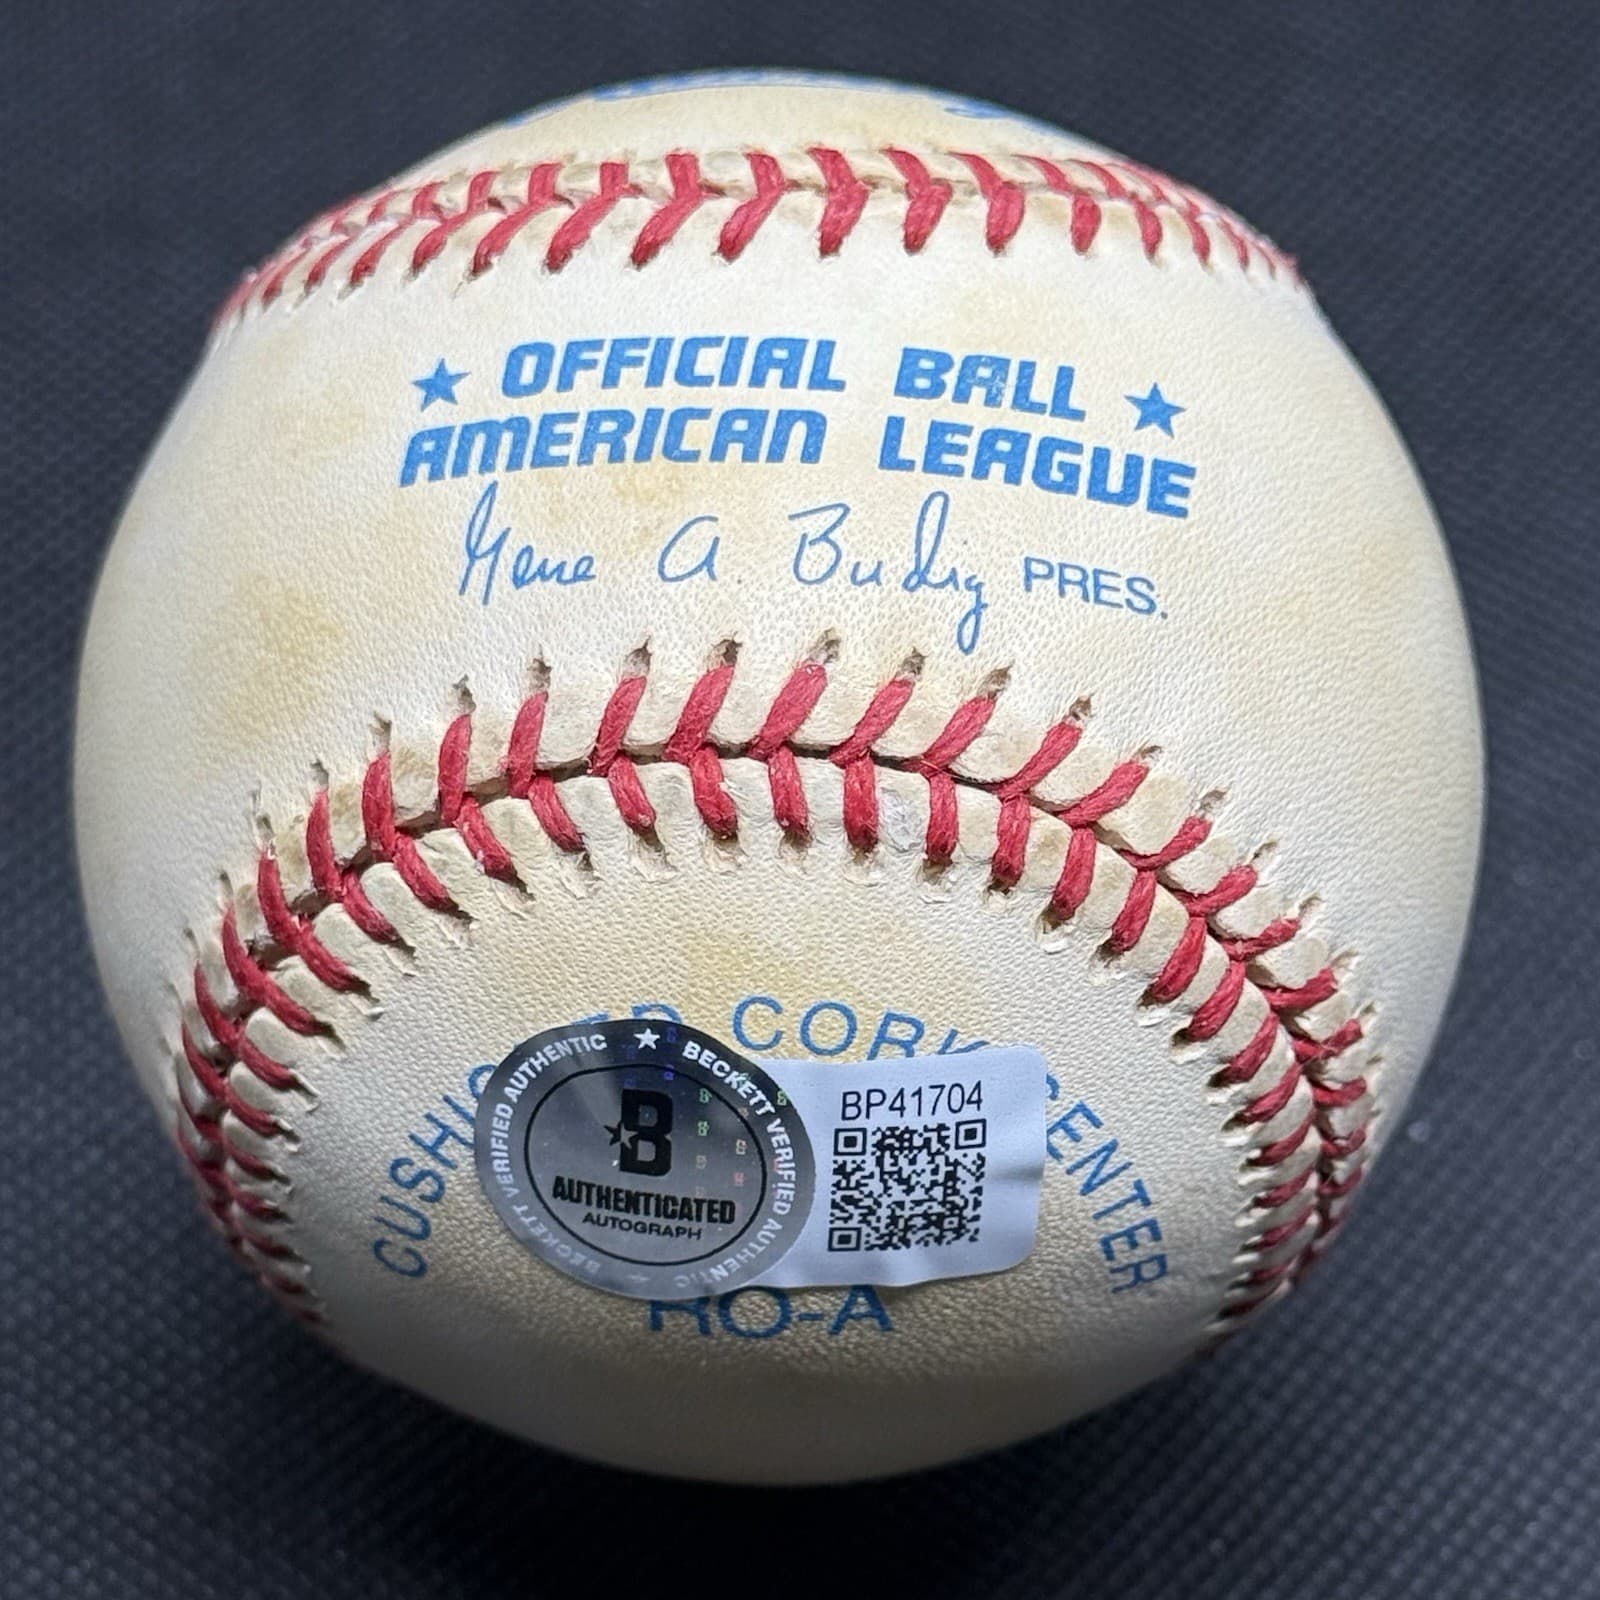 ★ OFFICIAL BALL ★
AMERICAN LEAGUE
Gene A. Budig PRES.
CORK CENTER
RO-A
BECKETT VERIFIED AUTHENTIC ★ BECKETT VERIFIED AUTHENTIC ★
B
AUTHENTICATED
AUTOGRAPH
BP41704